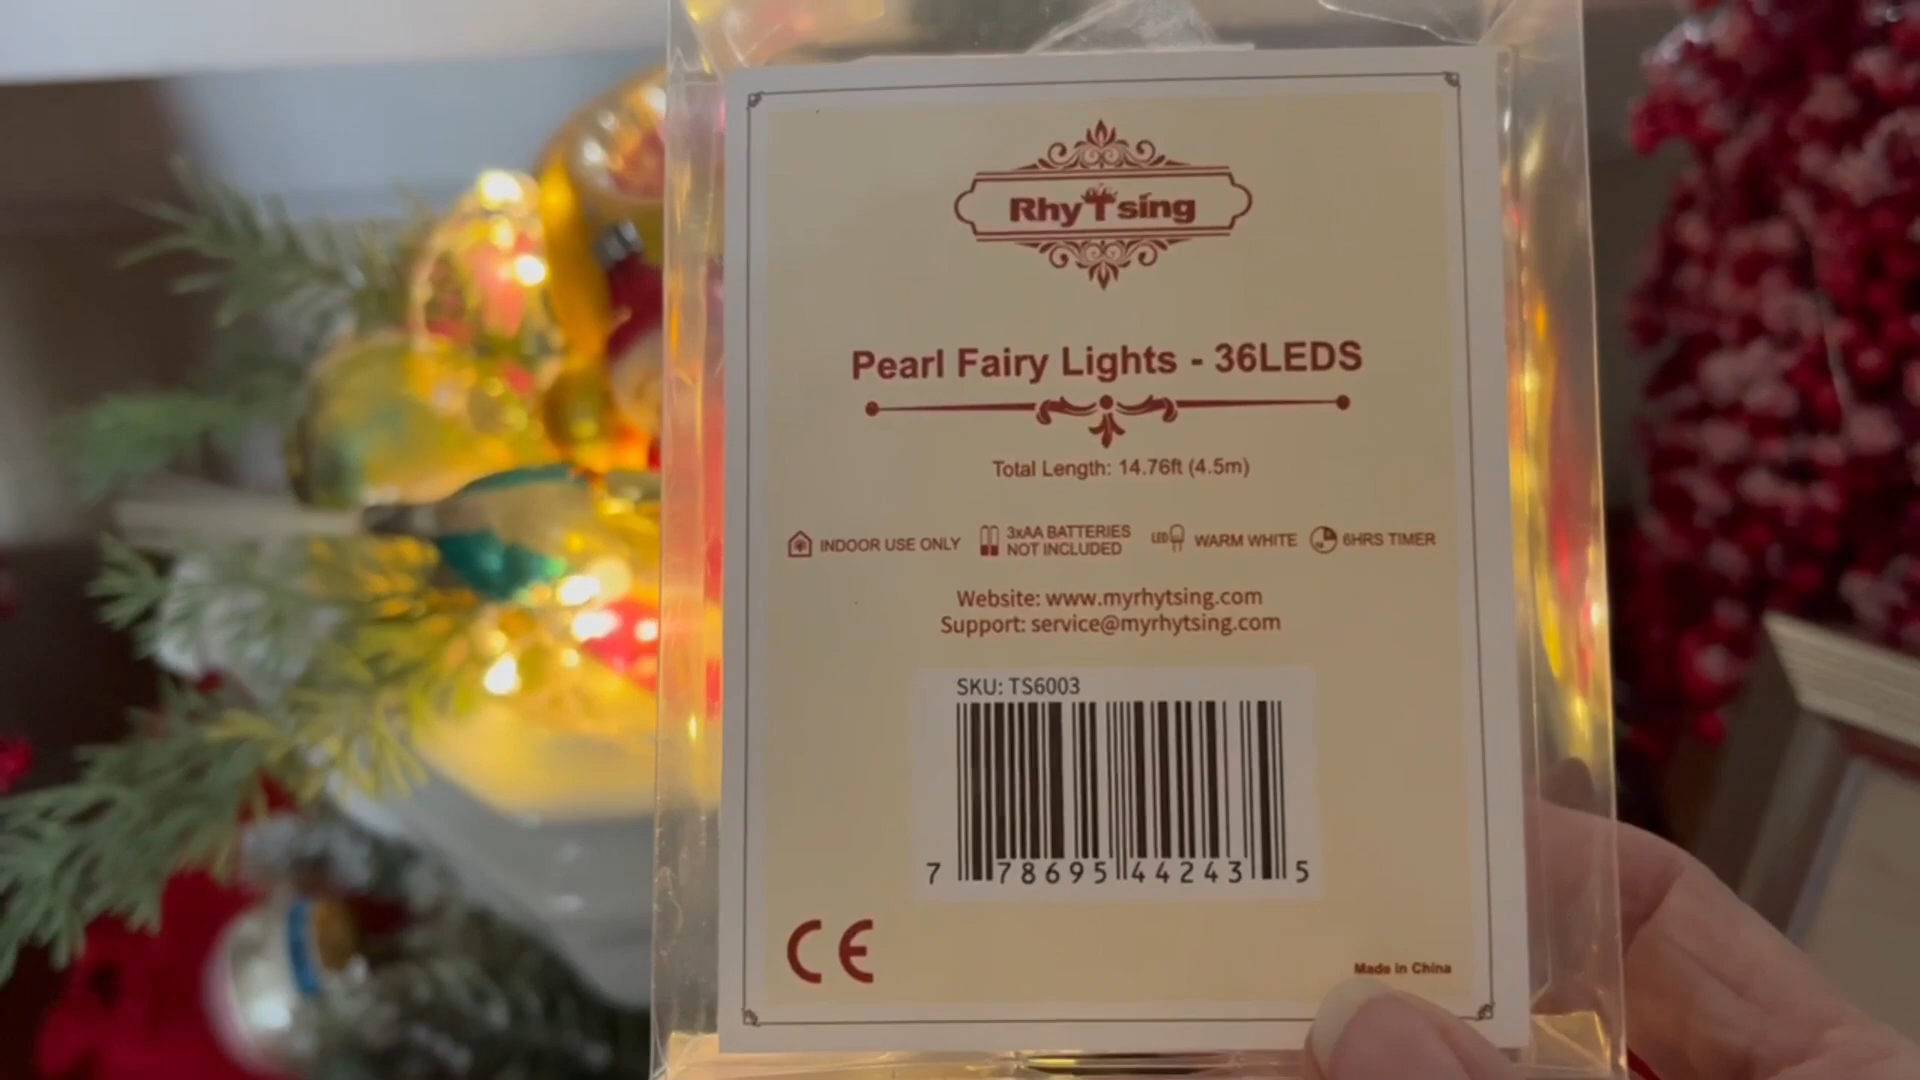 RhyTsing
Pearl Fairy Lights - 36LEDS
Total Length: 14.76ft (4.5m)
INDOOR USE ONLY
3xAA BATTERIES
NOT INCLUDED
LED
WARM WHITE
6HRS TIMER
Website: www.myrhytsing.com
Support: service@myrhytsing.com
SKU: TS6003
7 78695 44243 5
CE
Made in China